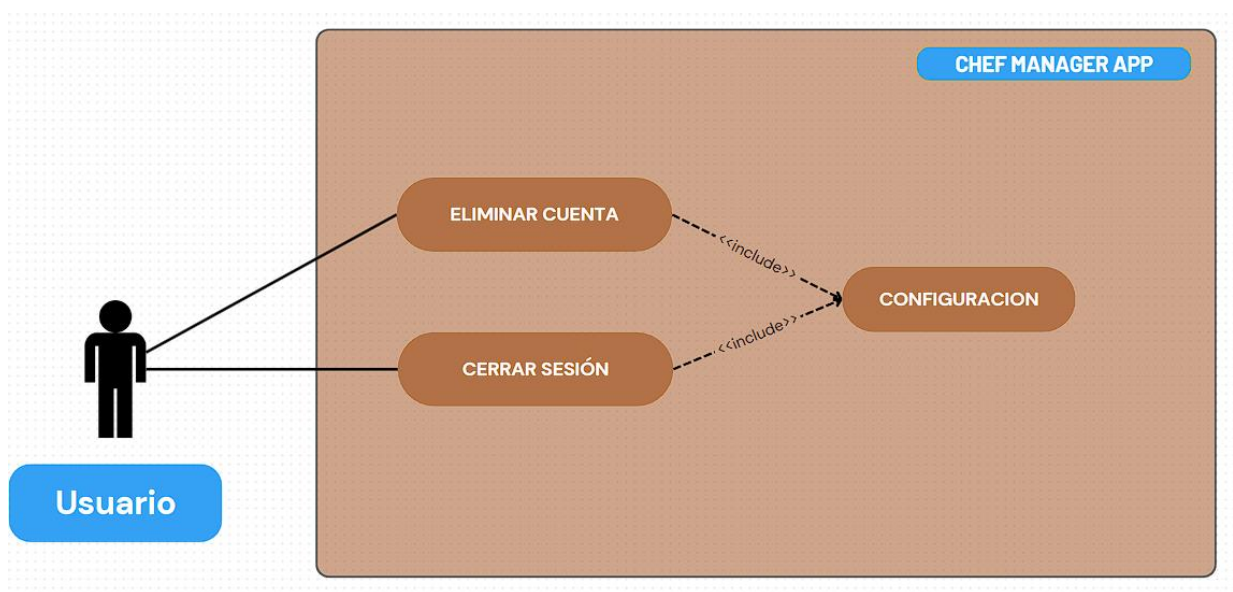 CHEF MANAGER APP
ELIMINAR CUENTA
<<include>>
CONFIGURACION
<<include>>
CERRAR SESIÓN
Usuario